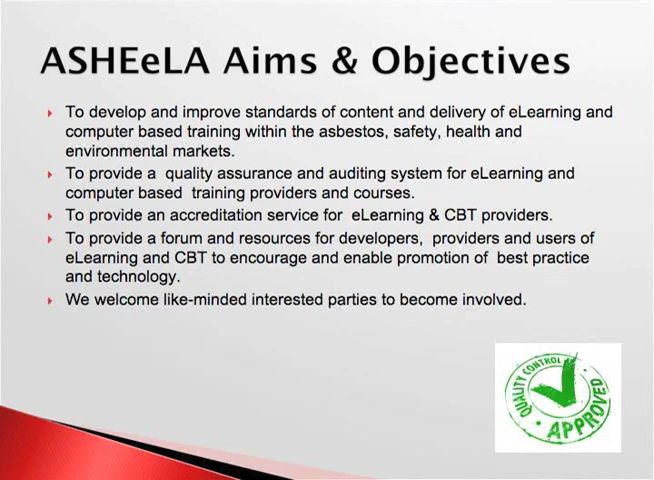 ASHEeLA Aims & Objectives
To develop and improve standards of content and delivery of eLearning and
computer based training within the asbestos, safety, health and
environmental markets.
To provide a quality assurance and auditing system for eLearning and
computer based training providers and courses.
To provide an accreditation service for eLearning & CBT providers.
To provide a forum and resources for developers, providers and users of
eLearning and CBT to encourage and enable promotion of best practice
and technology.
We welcome like-minded interested parties to become involved.
QUALITY CONTROL
APPROVED